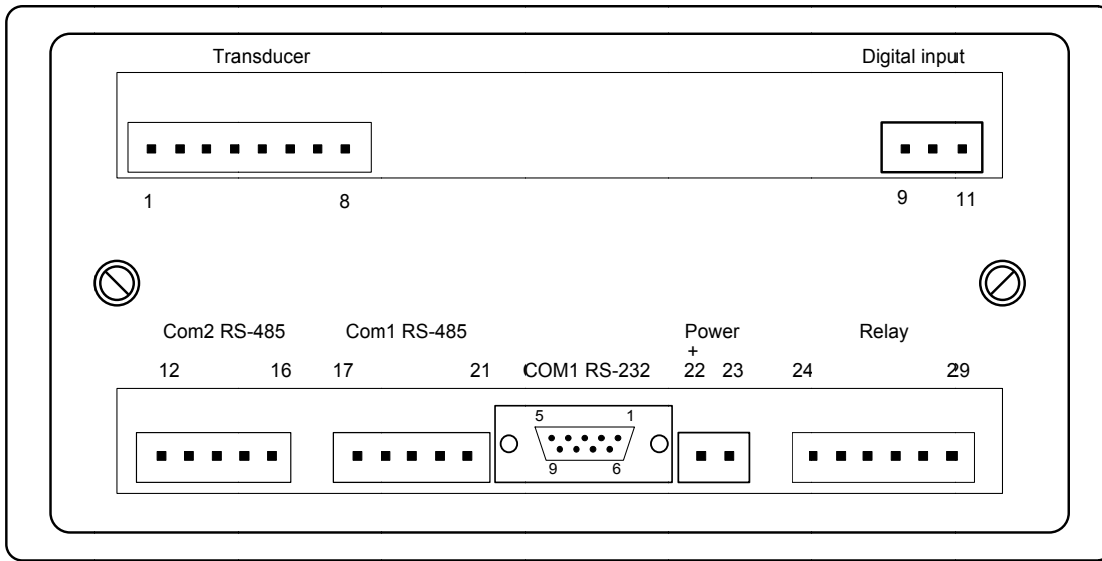 Transducer Digital input
1 8 9 11
Com2 RS-485 Com1 RS-485 Power Relay
+
12 16 17 21 COM1 RS-232 22 23 24 29
5 1
9 6